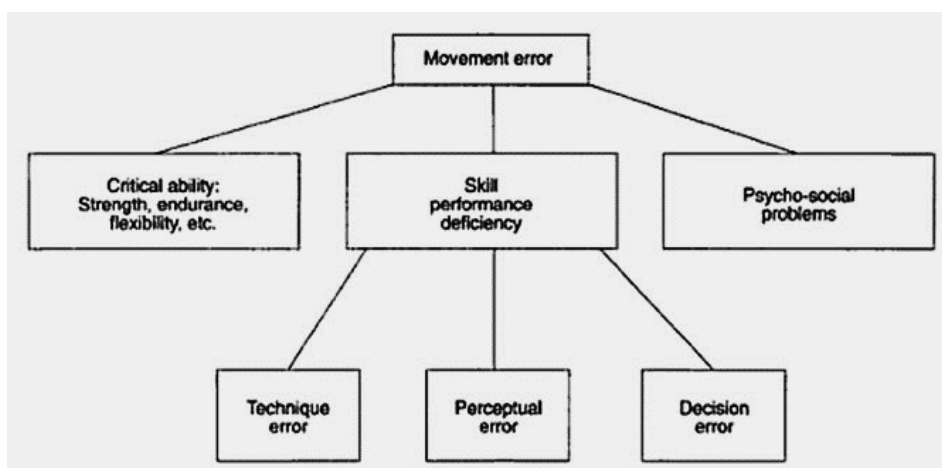 Movement error
Critical ability:
Strength, endurance,
flexibility, etc.
Skill
performance
deficiency
Psycho-social
problems
Technique
error
Perceptual
error
Decision
error